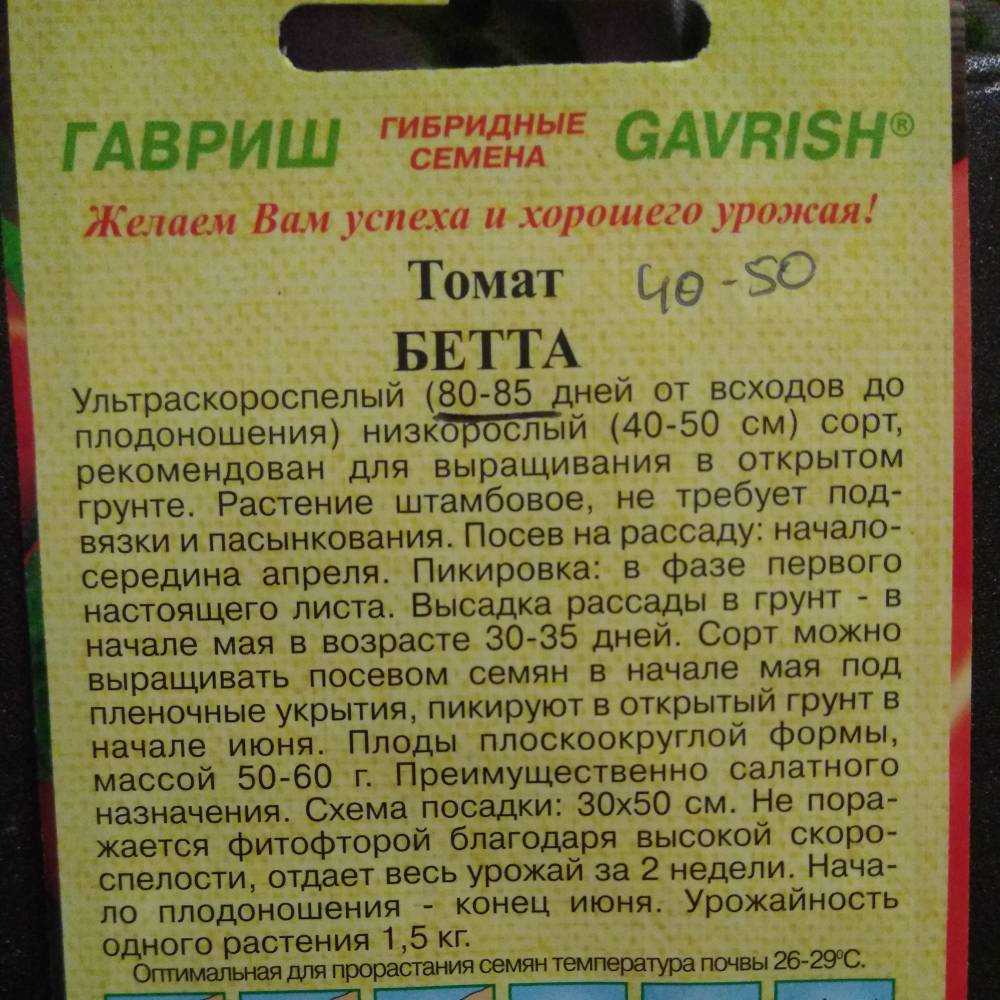 ГАВРИШ ГИБРИДНЫЕ СЕМЕНА GAVRISH®
Желаем Вам успеха и хорошего урожая!
Томат 40-50
БЕТТА
Ультраскороспелый (80-85 дней от всходов до
плодоношения) низкорослый (40-50 см) сорт,
рекомендован для выращивания в открытом
грунте. Растение штамбовое, не требует под-
вязки и пасынкования. Посев на рассаду: начало-
середина апреля. Пикировка: в фазе первого
настоящего листа. Высадка рассады в грунт - в
начале мая в возрасте 30-35 дней. Сорт можно
выращивать посевом семян в начале мая под
пленочные укрытия, пикируют в открытый грунт в
начале июня. Плоды плоскоокруглой формы,
массой 50-60 г. Преимущественно салатного
назначения. Схема посадки: 30х50 см. Не пора-
жается фитофторой благодаря высокой скоро-
спелости, отдает весь урожай за 2 недели. Нача-
ло плодоношения - конец июня. Урожайность
одного растения 1,5 кг.
Оптимальная для прорастания семян температура почвы 26-29°С.